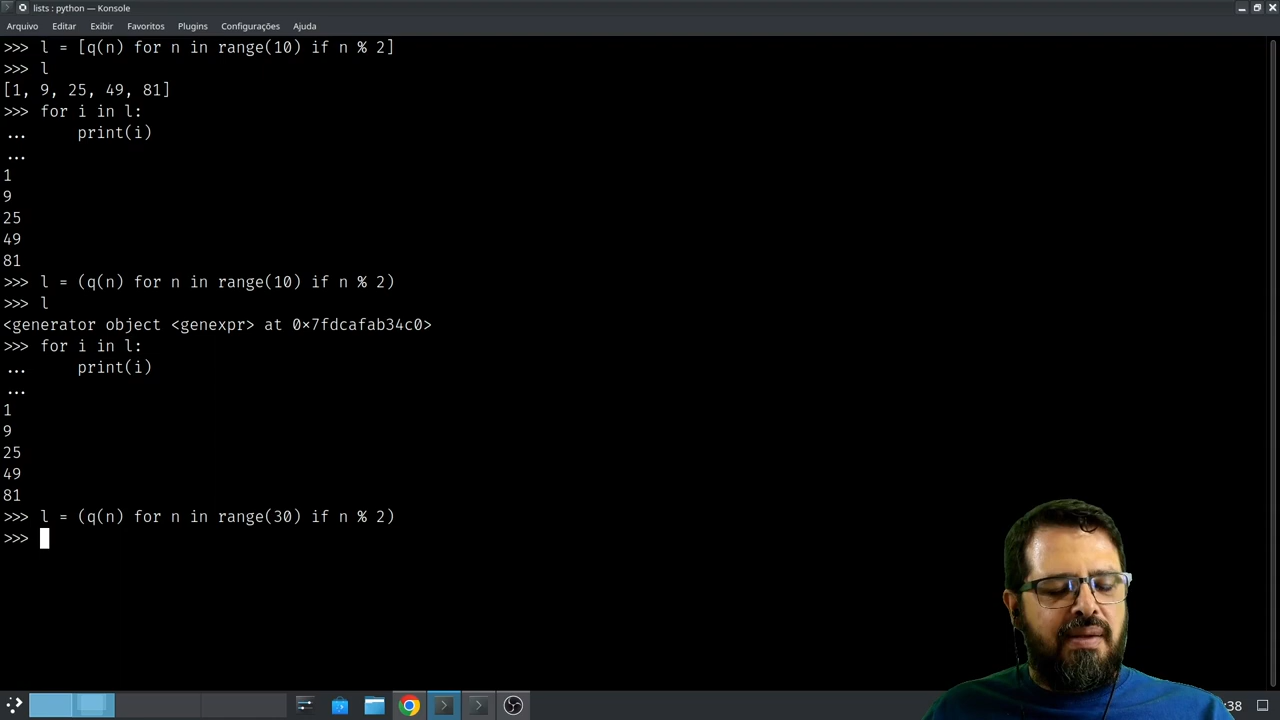 lists : python — Konsole
Arquivo Editar Exibir Favoritos Plugins Configurações Ajuda
>>> l = [q(n) for n in range(10) if n % 2]
>>> l
[1, 9, 25, 49, 81]
>>> for i in l:
...     print(i)
...
1
9
25
49
81
>>> l = (q(n) for n in range(10) if n % 2)
>>> l
<generator object <genexpr> at 0x7fdcafab34c0>
>>> for i in l:
...     print(i)
...
1
9
25
49
81
>>> l = (q(n) for n in range(30) if n % 2)
>>>
:38